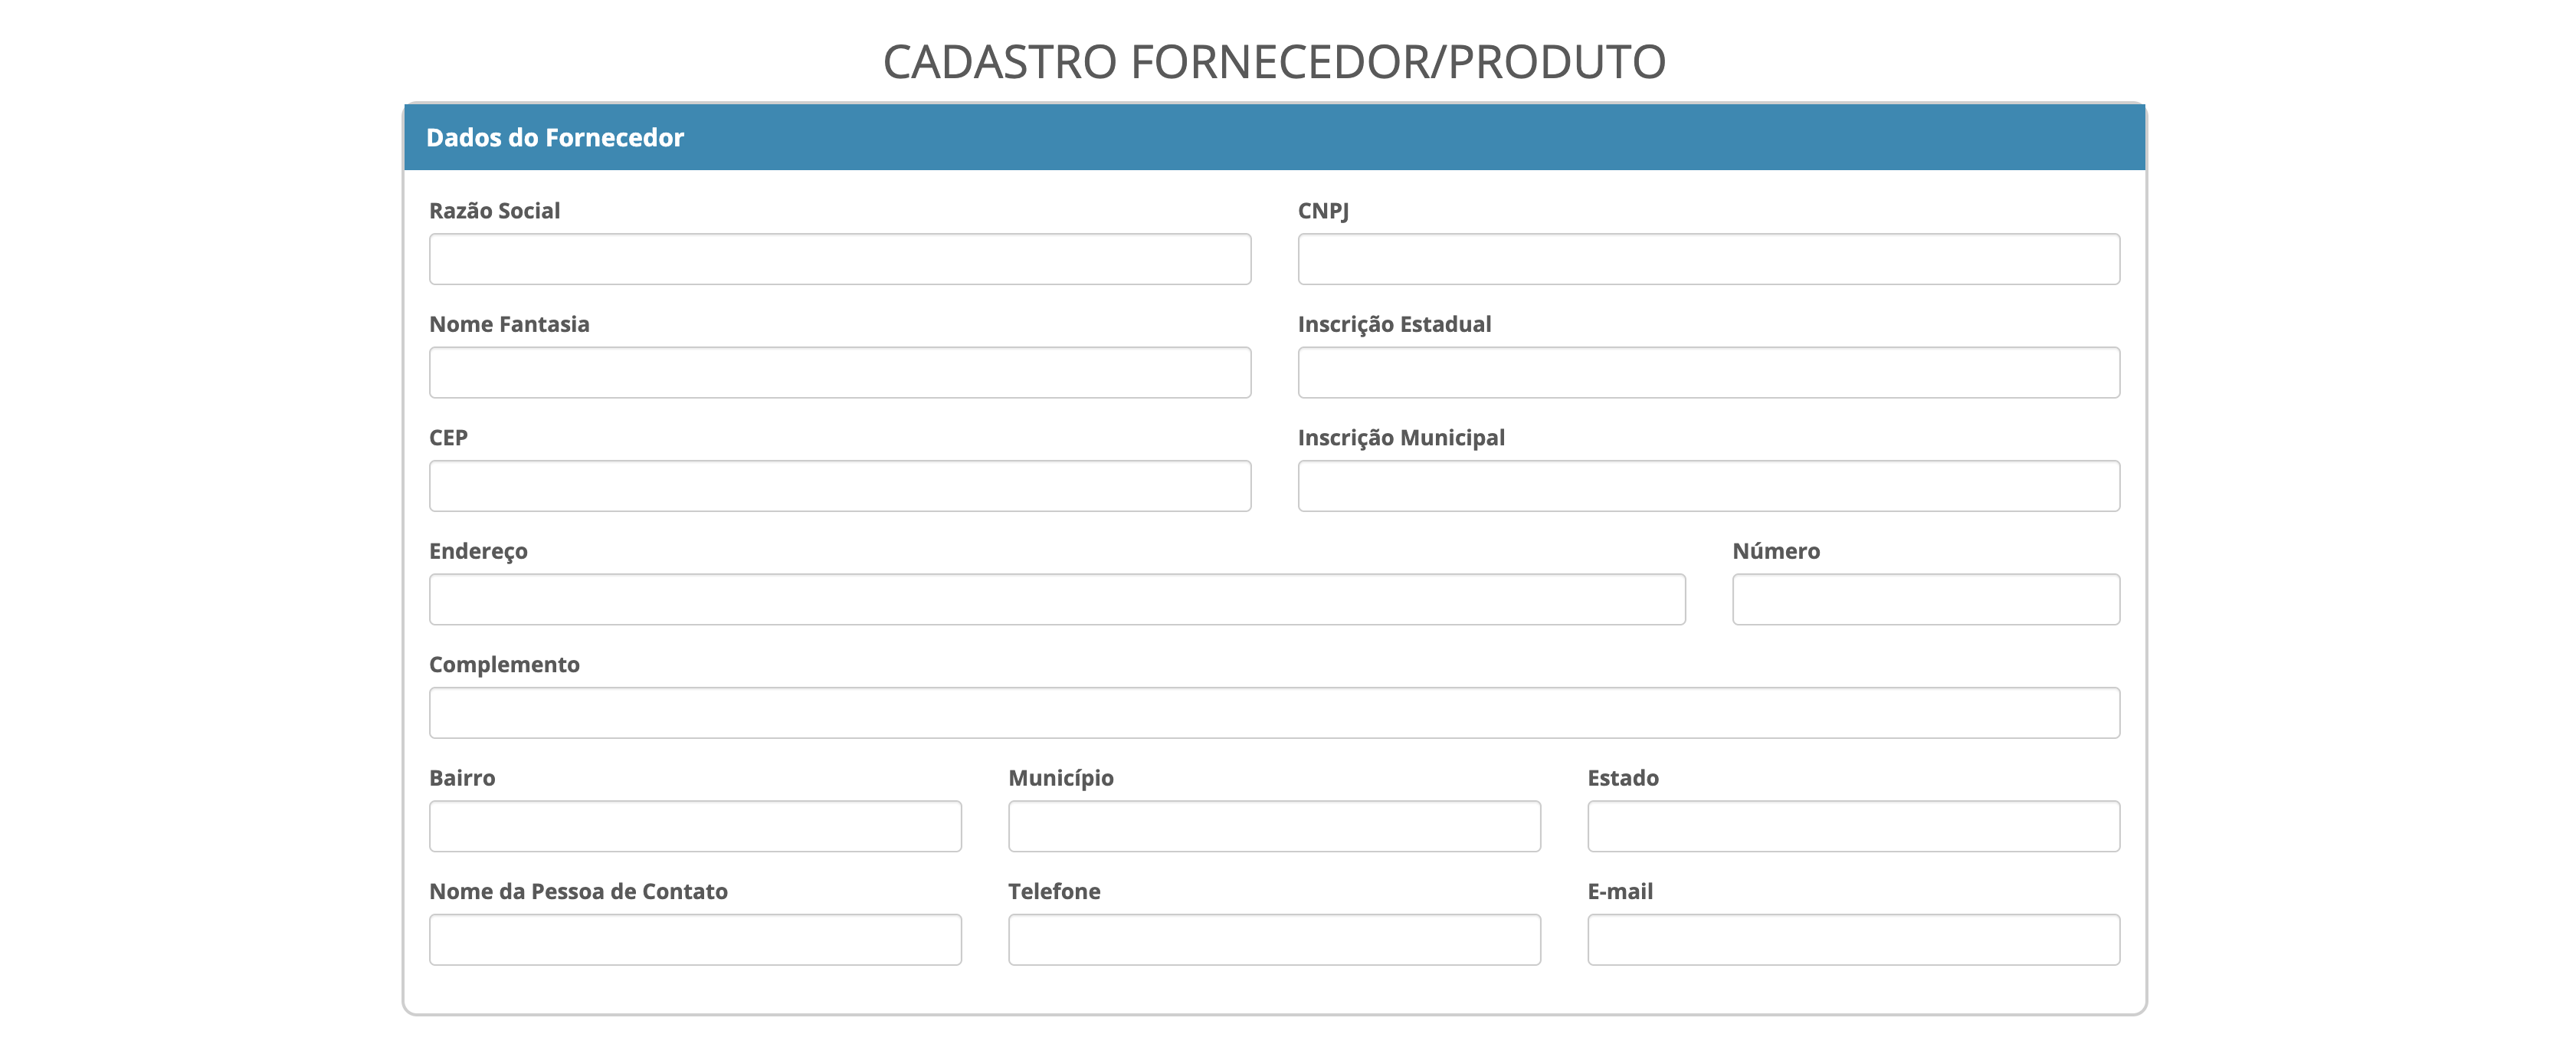 CADASTRO FORNECEDOR/PRODUTO
Dados do Fornecedor
Razão Social CNPJ
Nome Fantasia Inscrição Estadual
CEP Inscrição Municipal
Endereço Número
Complemento
Bairro Município Estado
Nome da Pessoa de Contato Telefone E-mail